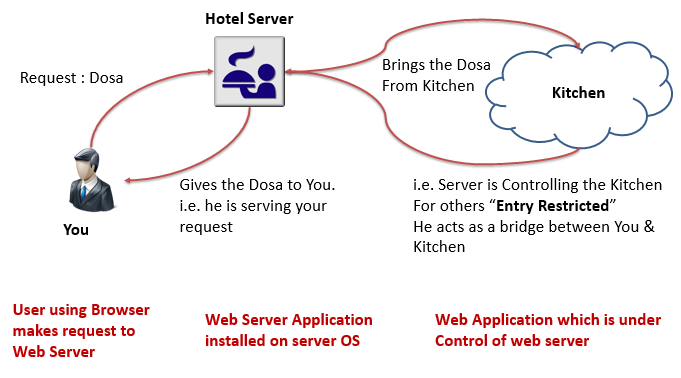 Hotel Server
Request : Dosa
Brings the Dosa
From Kitchen
Kitchen
You
Gives the Dosa to You.
i.e. he is serving your
request
i.e. Server is Controlling the Kitchen
For others “Entry Restricted”
He acts as a bridge between You &
Kitchen
User using Browser
makes request to
Web Server
Web Server Application
installed on server OS
Web Application which is under
Control of web server